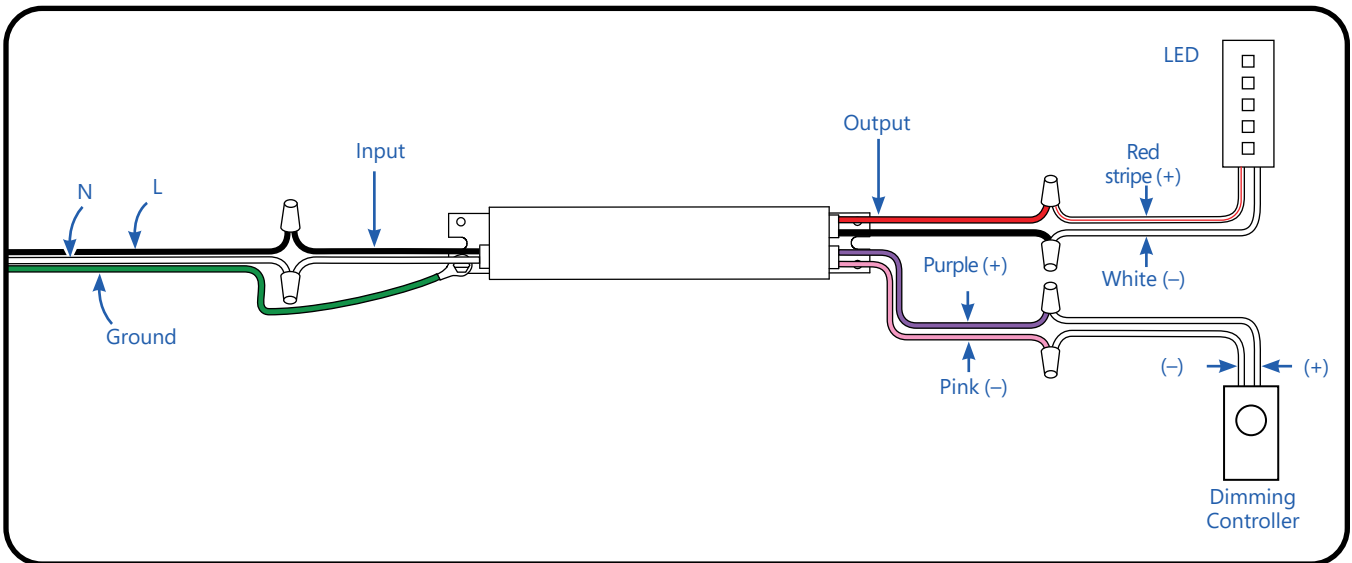 LED
Output
Input
Red
stripe (+)
N
L
Purple (+)
White (–)
Ground
(–)
(+)
Pink (–)
Dimming
Controller